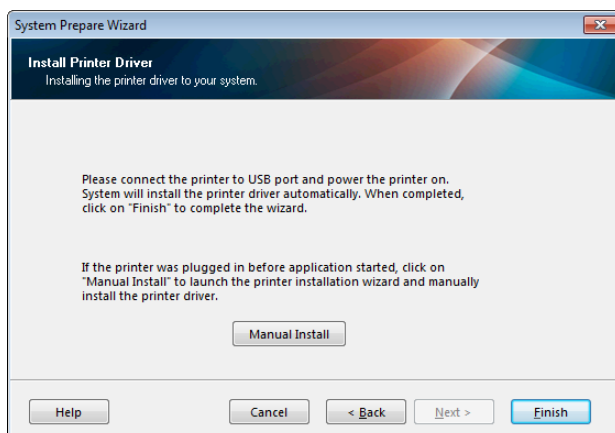 System Prepare Wizard
Install Printer Driver
Installing the printer driver to your system.
Please connect the printer to USB port and power the printer on.
System will install the printer driver automatically. When completed,
click on "Finish" to complete the wizard.
If the printer was plugged in before application started, click on
"Manual Install" to launch the printer installation wizard and manually
install the printer driver.
Manual Install
Help Cancel < Back Next > Finish